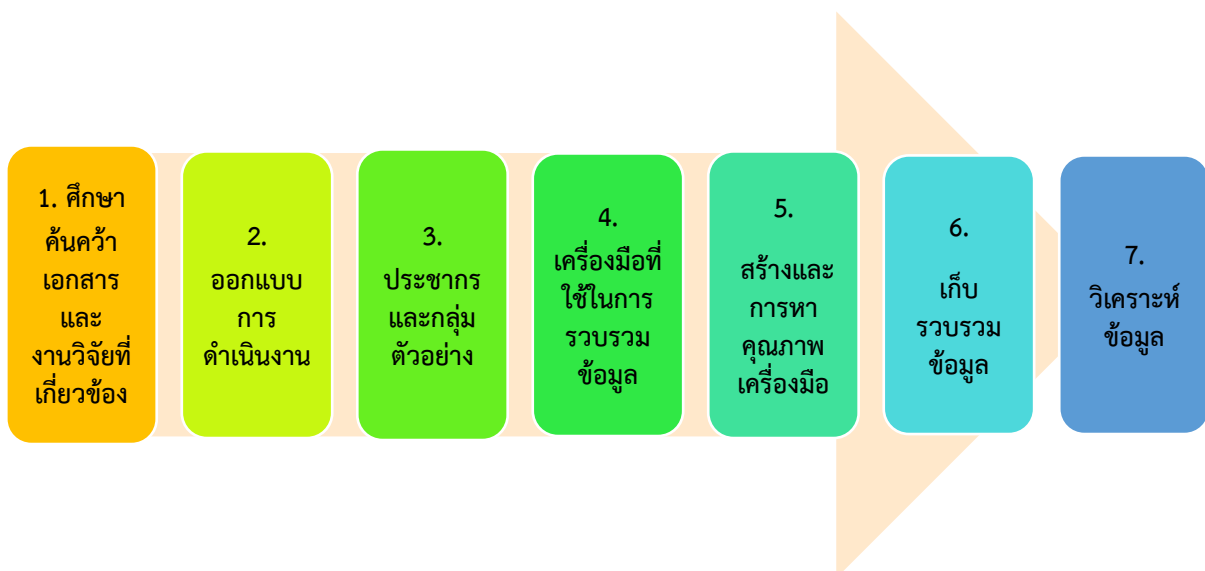 1. ศึกษา
ค้นคว้า
เอกสาร
และ
งานวิจัยที่
เกี่ยวข้อง
2.
ออกแบบ
การ
ดำเนินงาน
3.
ประชากร
และกลุ่ม
ตัวอย่าง
4.
เครื่องมือที่
ใช้ในการ
รวบรวม
ข้อมูล
5.
สร้างและ
การหา
คุณภาพ
เครื่องมือ
6.
เก็บ
รวบรวม
ข้อมูล
7.
วิเคราะห์
ข้อมูล